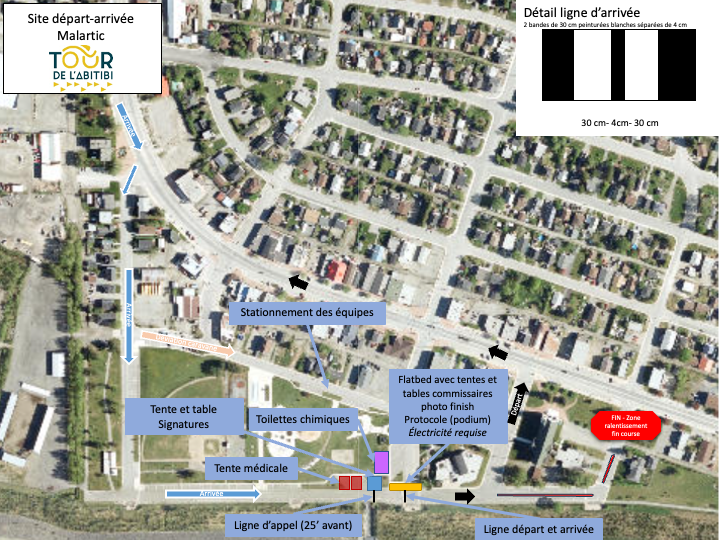 Site départ-arrivée
Malartic
TOUR
DE L'ABITIBI
Détail ligne d'arrivée
2 bandes de 30 cm peinturées blanches séparées de 4 cm
30 cm- 4cm- 30 cm
Arrivée
Arrivée
Stationnement des équipes
Déviation caravane
Flatbed avec tentes et
tables commissaires
photo finish
Protocole (podium)
Électricité requise
Départ
Tente et table
Signatures
Toilettes chimiques
FIN - Zone
ralentissement
fin course
Tente médicale
Arrivée
Ligne d'appel (25' avant)
Ligne départ et arrivée